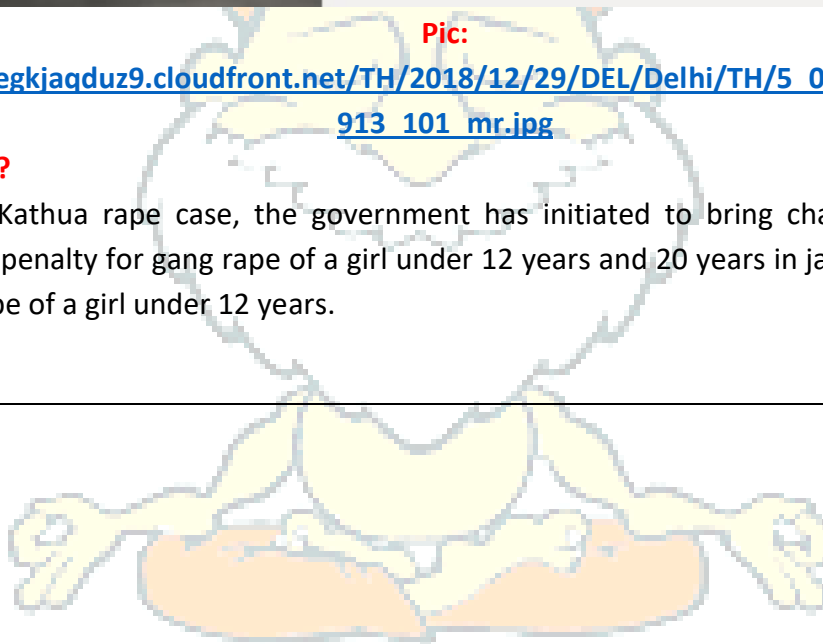 Pic:
egkjaqduz9.cloudfront.net/TH/2018/12/29/DEL/Delhi/TH/5_0
913_101_mr.jpg
?
Kathua rape case, the government has initiated to bring cha
penalty for gang rape of a girl under 12 years and 20 years in ja
pe of a girl under 12 years.